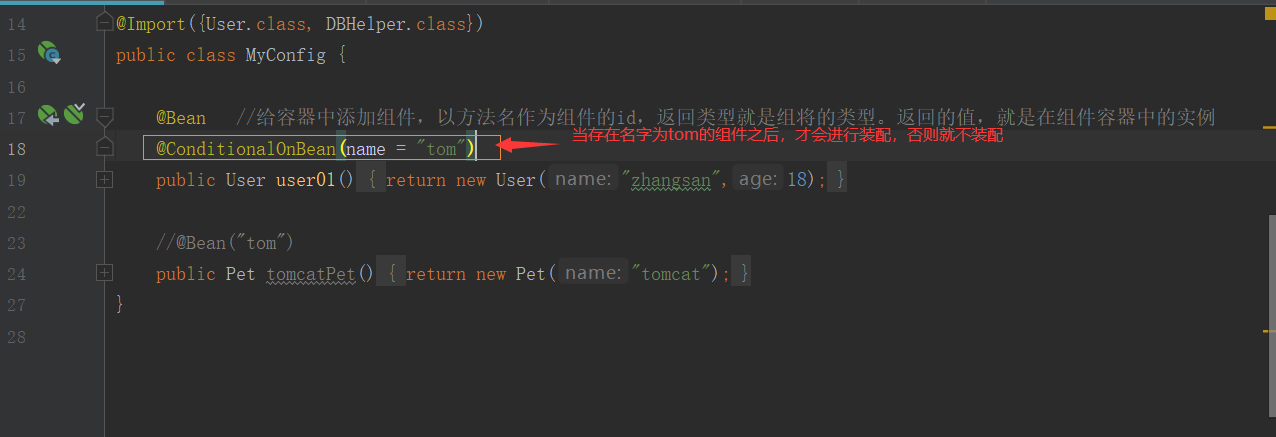 14 @Import({User.class, DBHelper.class})
15 public class MyConfig {
16
17 @Bean //给容器中添加组件，以方法名作为组件的id，返回类型就是组将的类型。返回的值，就是在组件容器中的实例
当存在名字为tom的组件之后，才会进行装配，否则就不装配
18 @ConditionalOnBean(name = "tom")
19 public User user01() { return new User( name: "zhangsan", age: 18); }
22
23 //@Bean("tom")
24 public Pet tomcatPet() { return new Pet( name: "tomcat"); }
27 }
28